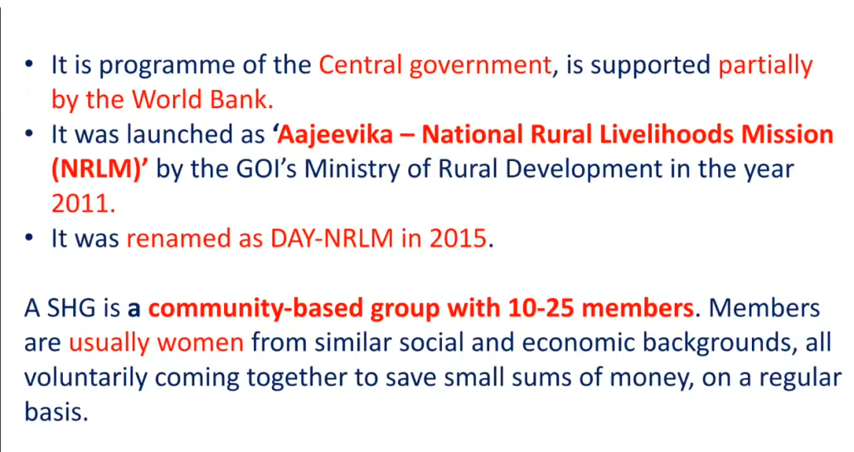 • It is programme of the Central government, is supported partially
by the World Bank.
• It was launched as ‘Aajeevika – National Rural Livelihoods Mission
(NRLM)’ by the GOI’s Ministry of Rural Development in the year
2011.
• It was renamed as DAY-NRLM in 2015.
A SHG is a community-based group with 10-25 members. Members
are usually women from similar social and economic backgrounds, all
voluntarily coming together to save small sums of money, on a regular
basis.